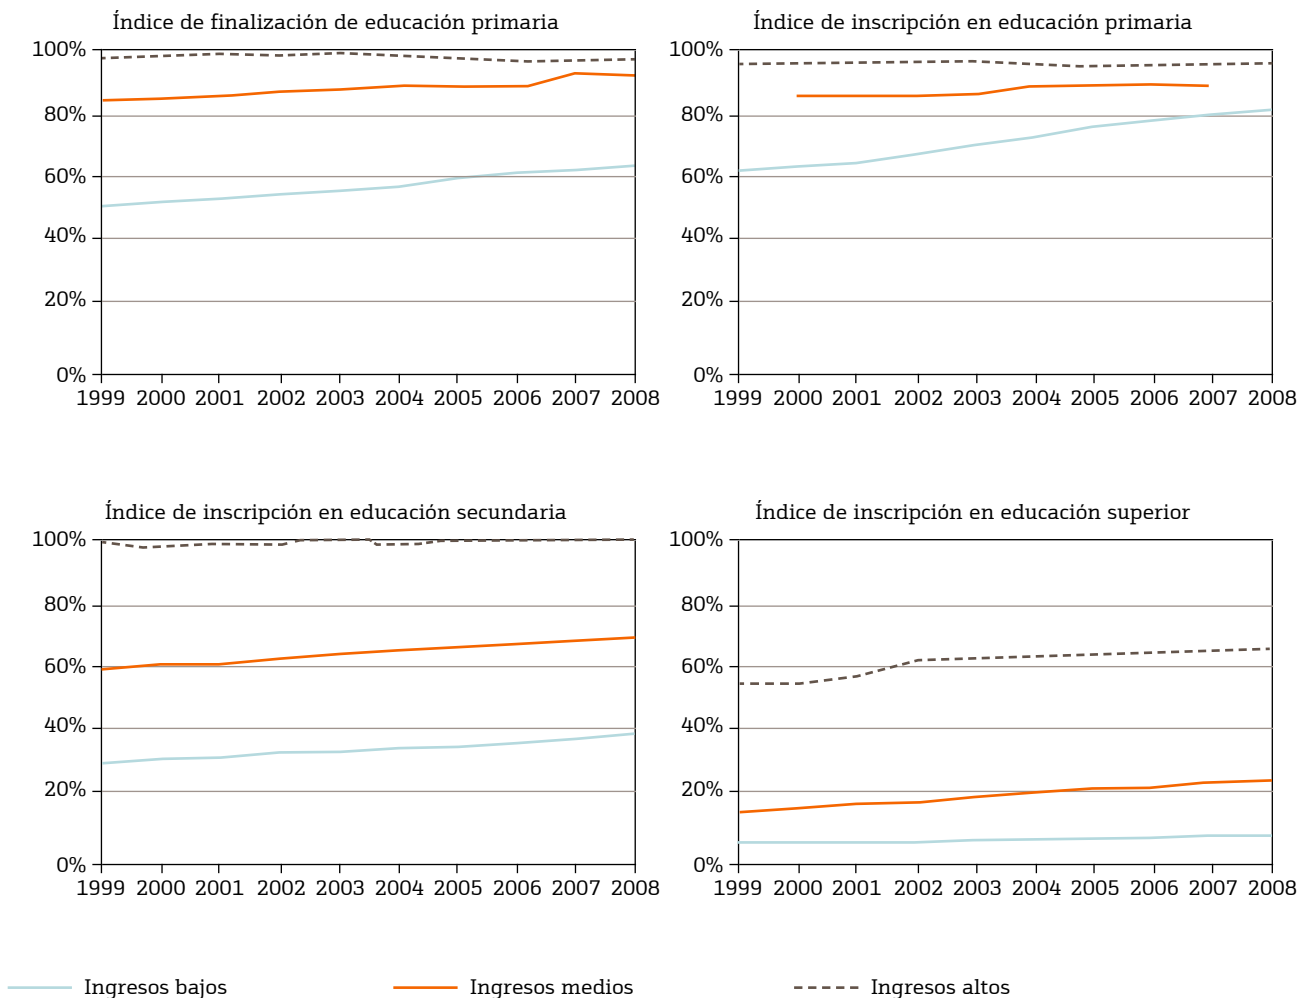 Índice de finalización de educación primaria
100%
80%
60%
40%
20%
0%
1999 2000 2001 2002 2003 2004 2005 2006 2007 2008
Índice de inscripción en educación primaria
100%
80%
60%
40%
20%
0%
1999 2000 2001 2002 2003 2004 2005 2006 2007 2008
Índice de inscripción en educación secundaria
100%
80%
60%
40%
20%
0%
1999 2000 2001 2002 2003 2004 2005 2006 2007 2008
Índice de inscripción en educación superior
100%
80%
60%
40%
20%
0%
1999 2000 2001 2002 2003 2004 2005 2006 2007 2008
Ingresos bajos
Ingresos medios
Ingresos altos